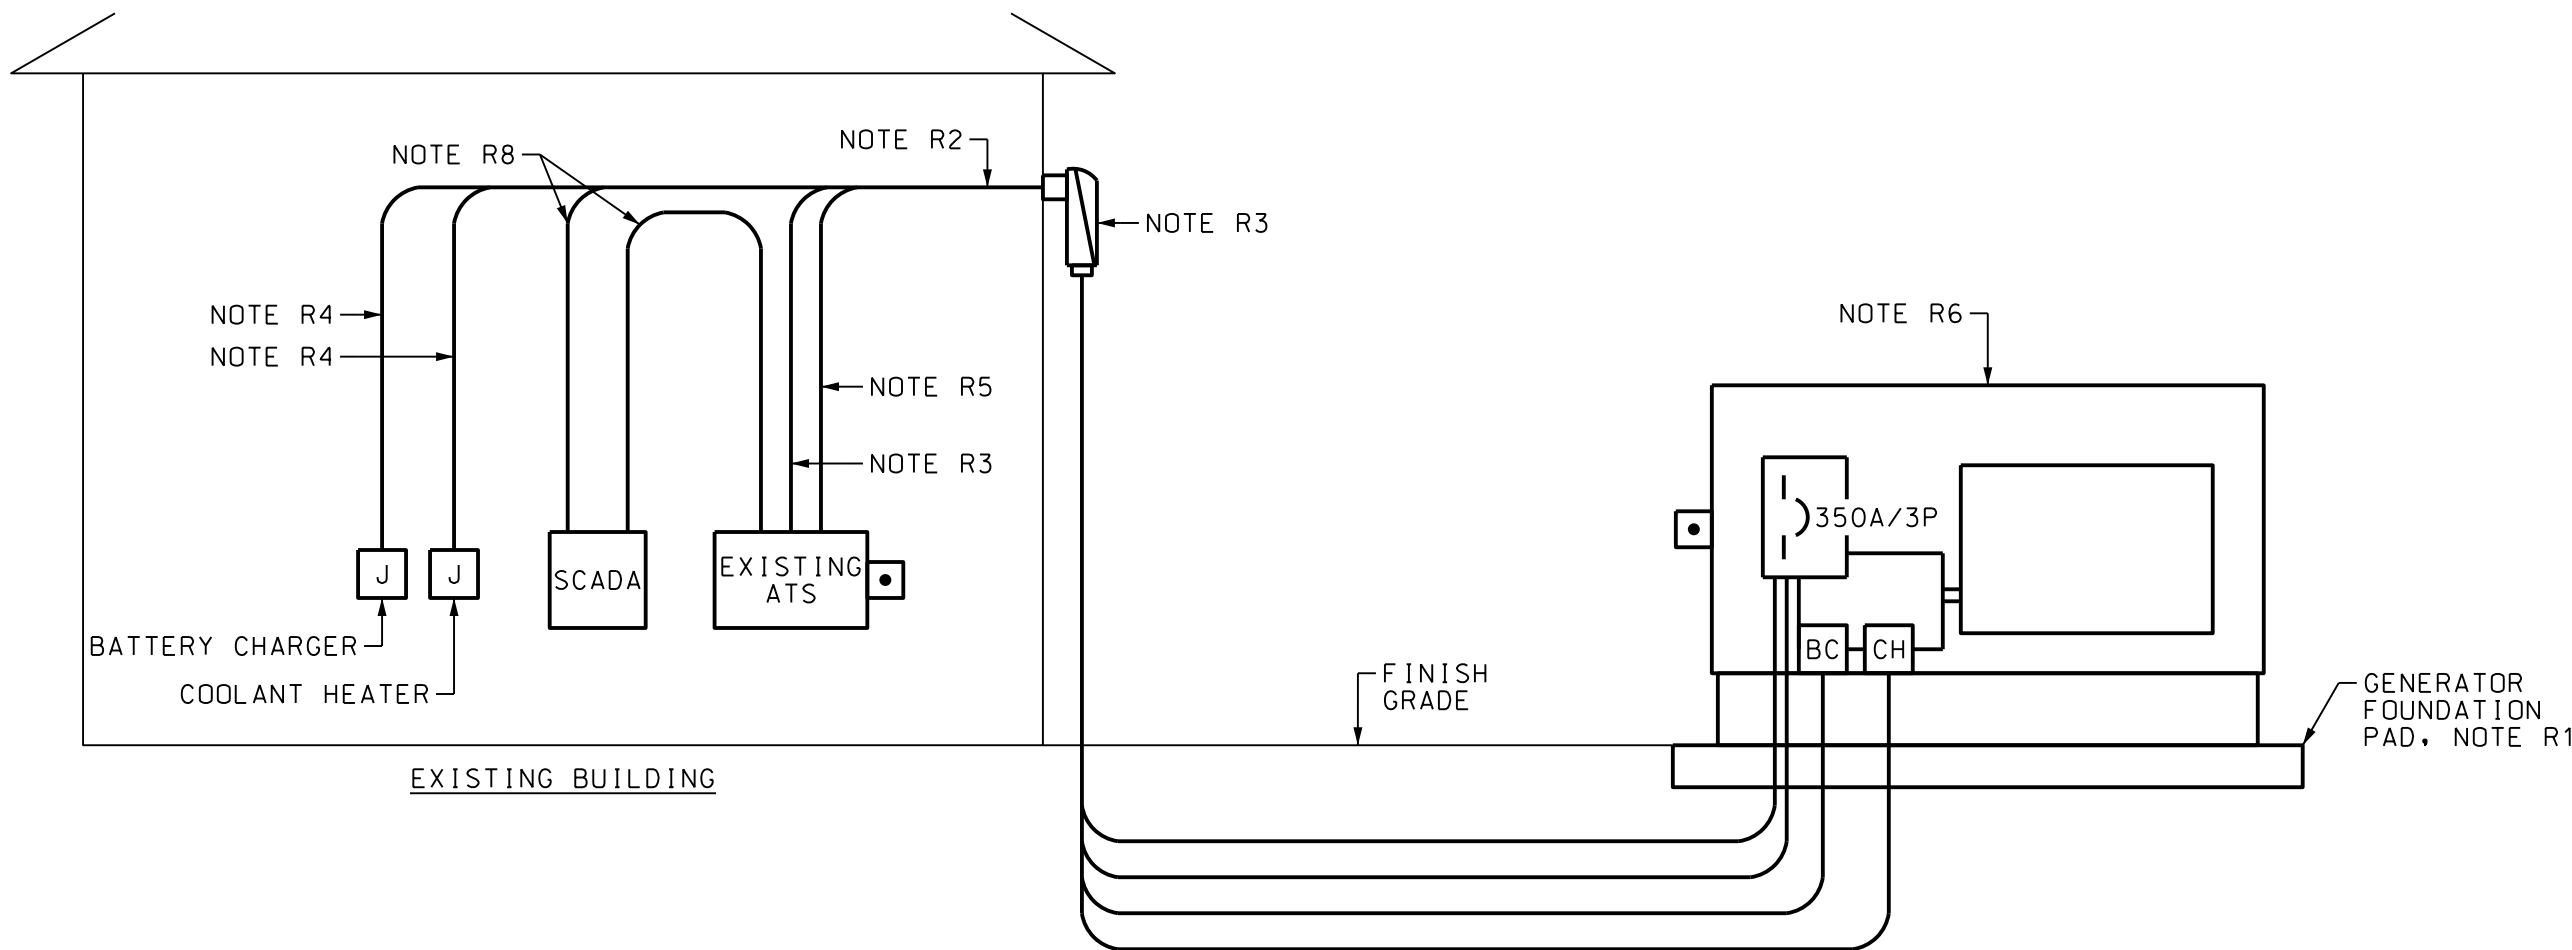 NOTE R2
NOTE R8
NOTE R3
NOTE R4
NOTE R6
NOTE R4
NOTE R5
NOTE R3
350A/3P
EXISTING
ATS
SCADA
J
J
BATTERY CHARGER
BC
CH
COOLANT HEATER
FINISH
GRADE
GENERATOR
FOUNDATION
PAD, NOTE R1
EXISTING BUILDING